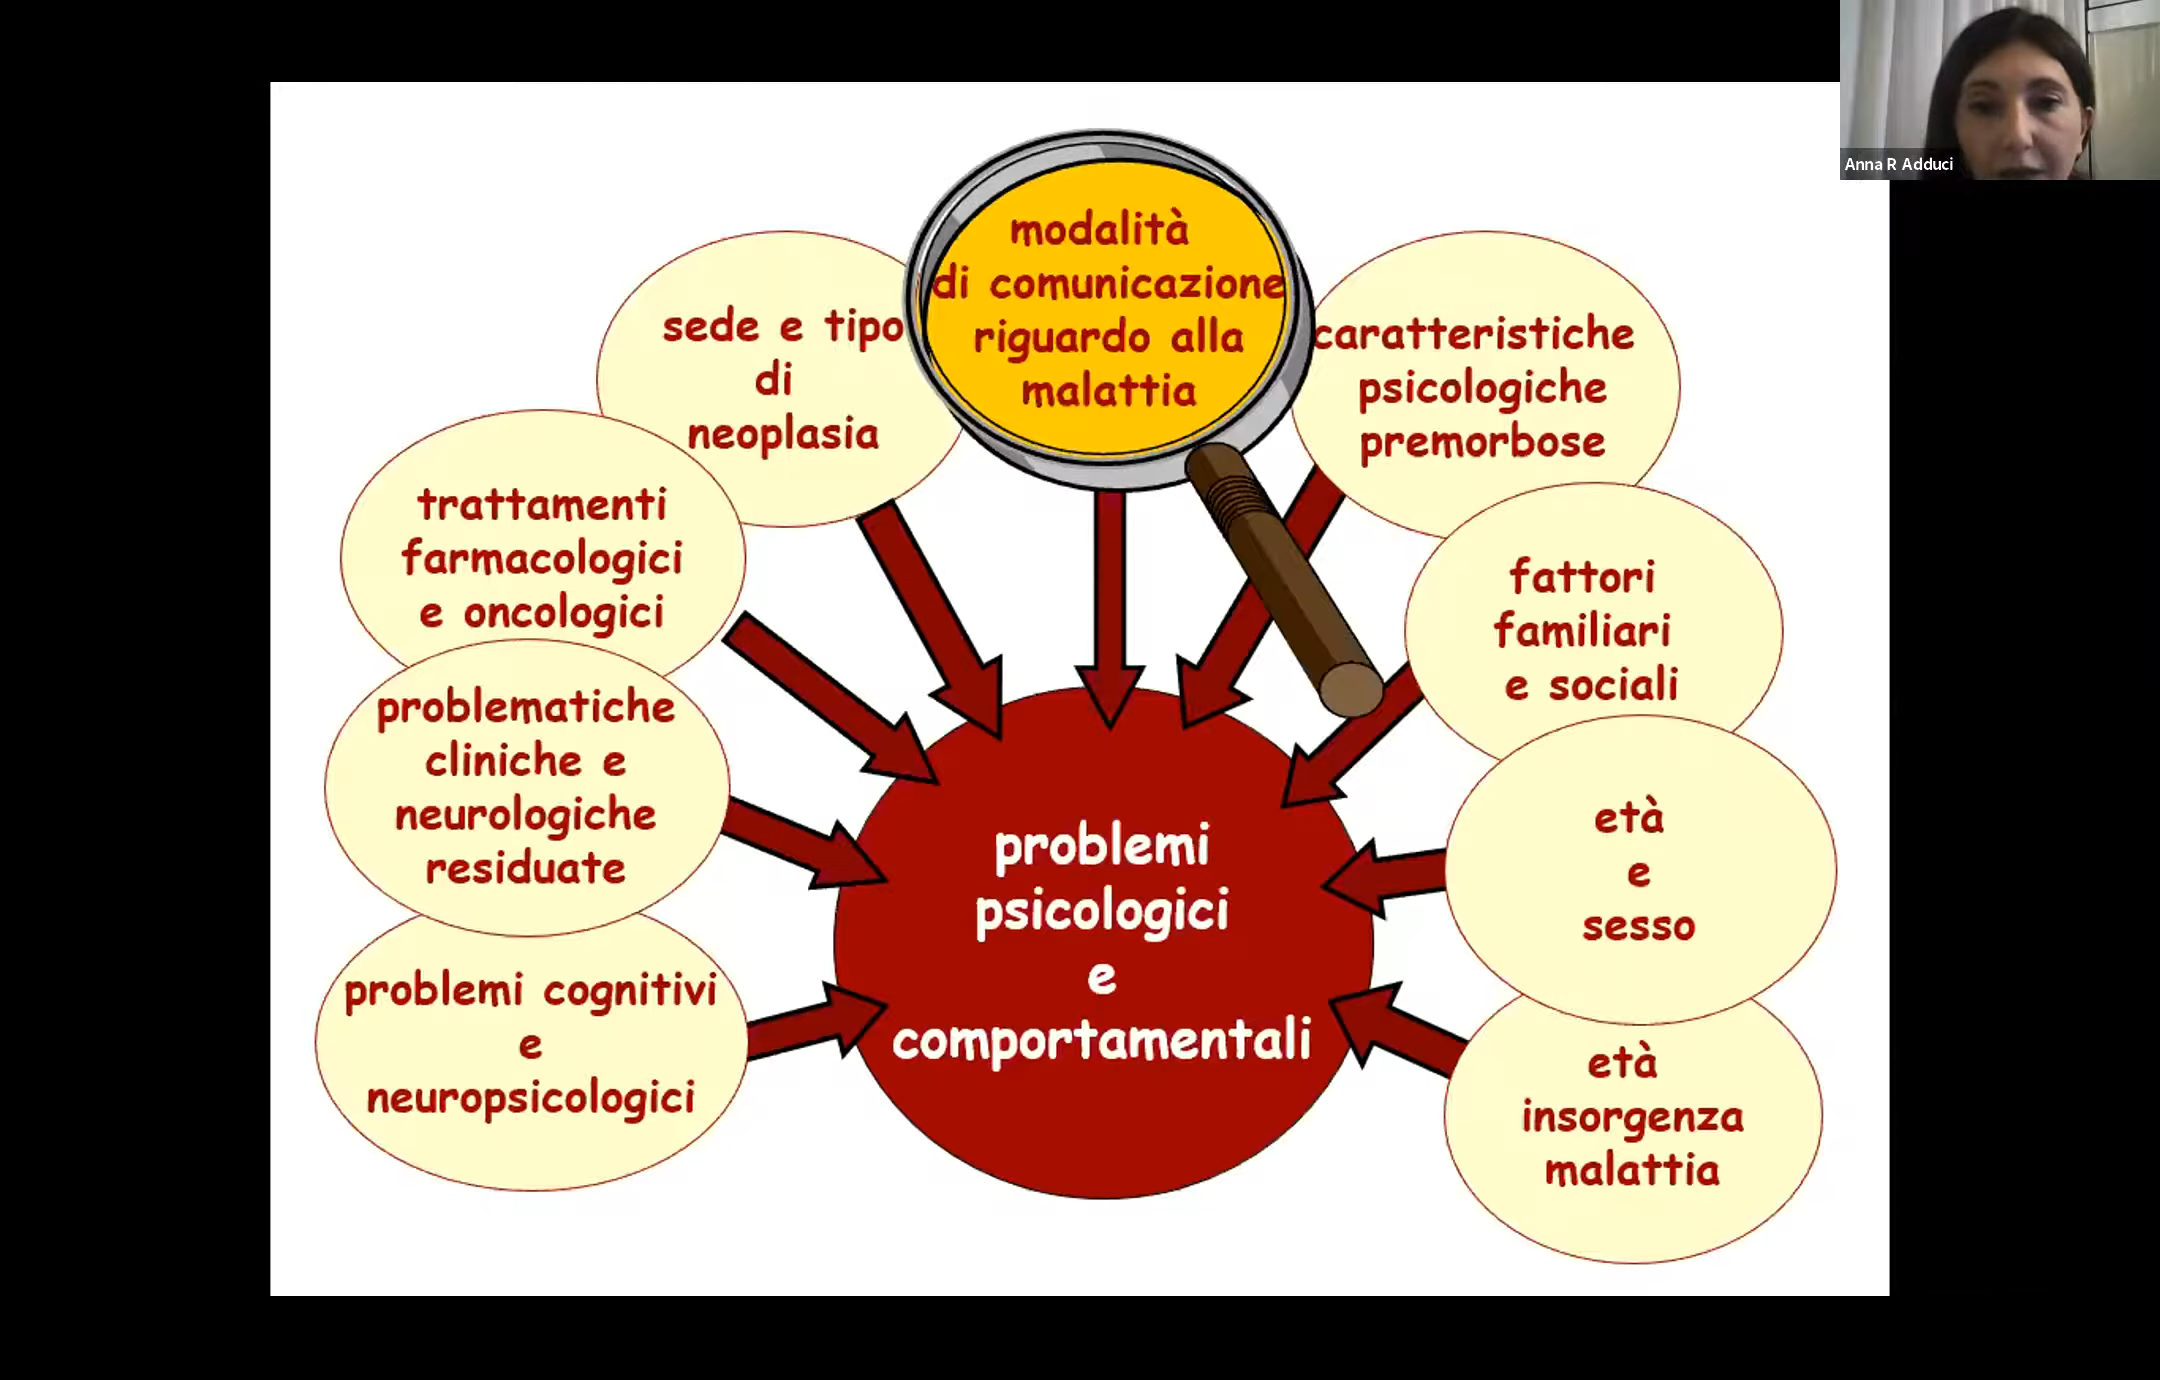 Anna R Adduci
modalità
di comunicazione
riguardo alla
malattia
sede e tipo
di
neoplasia
caratteristiche
psicologiche
premorbose
trattamenti
farmacologici
e oncologici
fattori
familiari
e sociali
problematiche
cliniche e
neurologiche
residuate
età
e
sesso
problemi cognitivi
e
neuropsicologici
età
insorgenza
malattia
problemi
psicologici
e
comportamentali